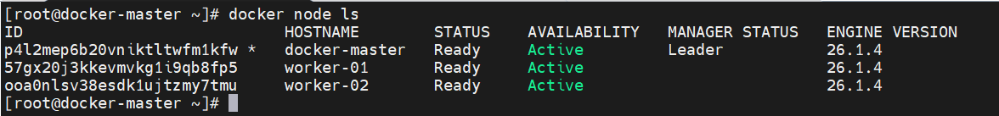 [root@docker-master ~]# docker node ls
ID HOSTNAME STATUS AVAILABILITY MANAGER STATUS ENGINE VERSION
p4l2mep6b20vniktltwfm1kfw * docker-master Ready Active Leader 26.1.4
57gx20j3kkevmvkg1i9qb8fp5 worker-01 Ready Active 26.1.4
ooa0nlsv38esdk1ujtzmy7tmu worker-02 Ready Active 26.1.4
[root@docker-master ~]#